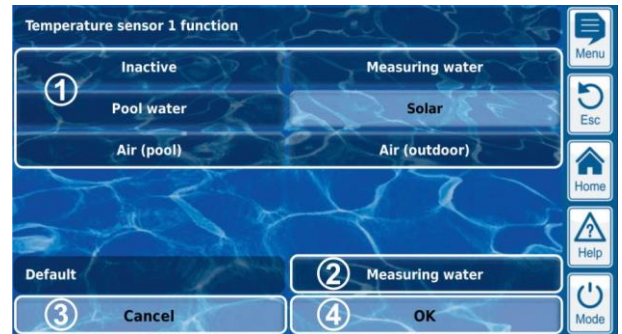 Temperature sensor 1 function
Menu
1
Inactive
Measuring water
Pool water
Solar
Esc
Air (pool)
Air (outdoor)
Home
?
Help
Default
2
Measuring water
3
Cancel
4
OK
Mode